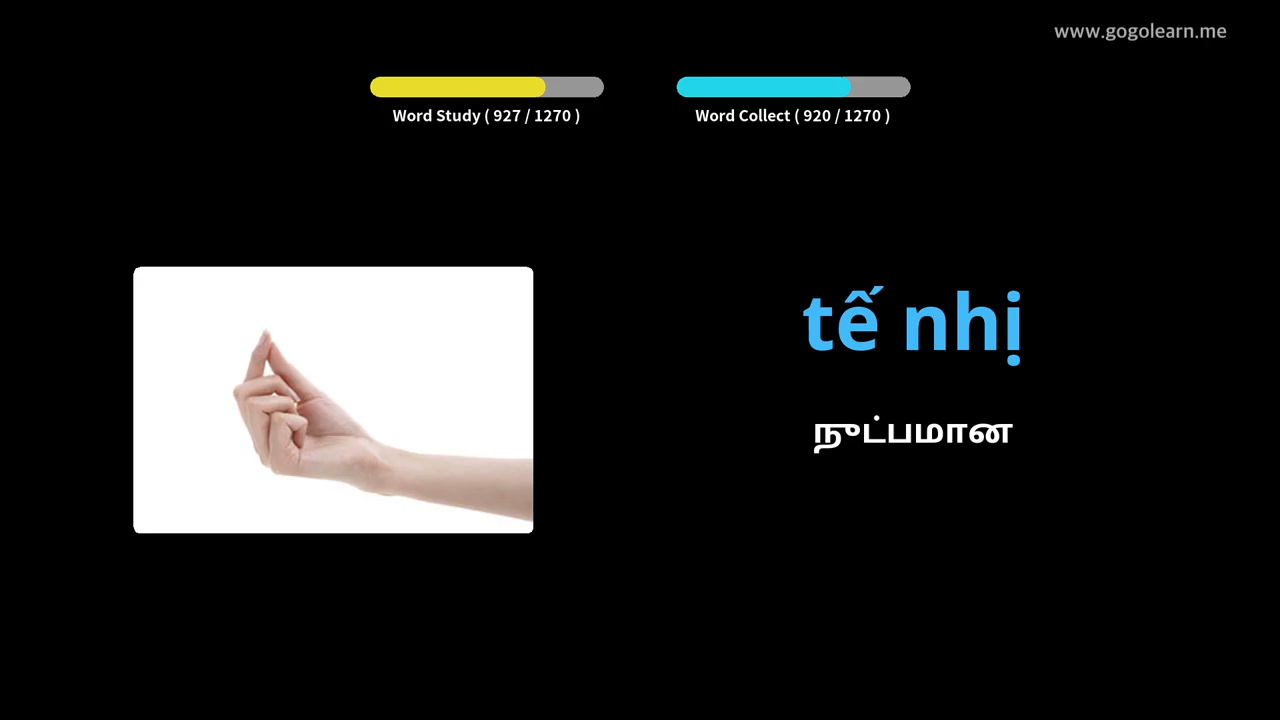 www.gogolearn.me
Word Study ( 927 / 1270 )
Word Collect ( 920 / 1270 )
tế nhị
நுட்பமான